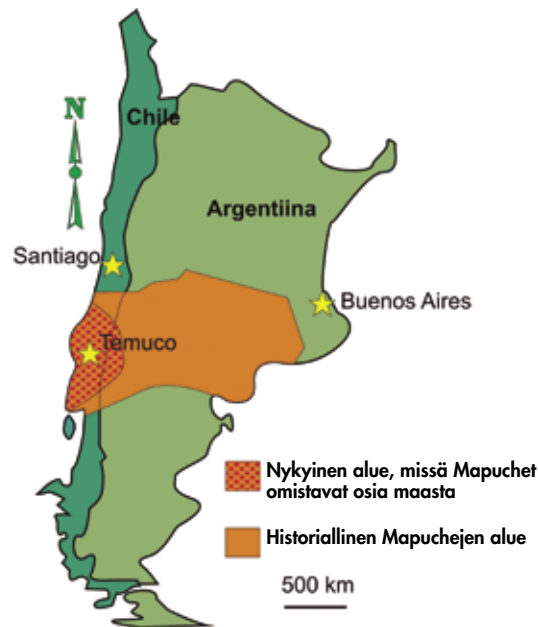 N
Chile
Argentiina
Santiago
Buenos Aires
Temuco
Nykyinen alue, missä Mapuchet
omistavat osia maasta
Historiallinen Mapuchejen alue
500 km